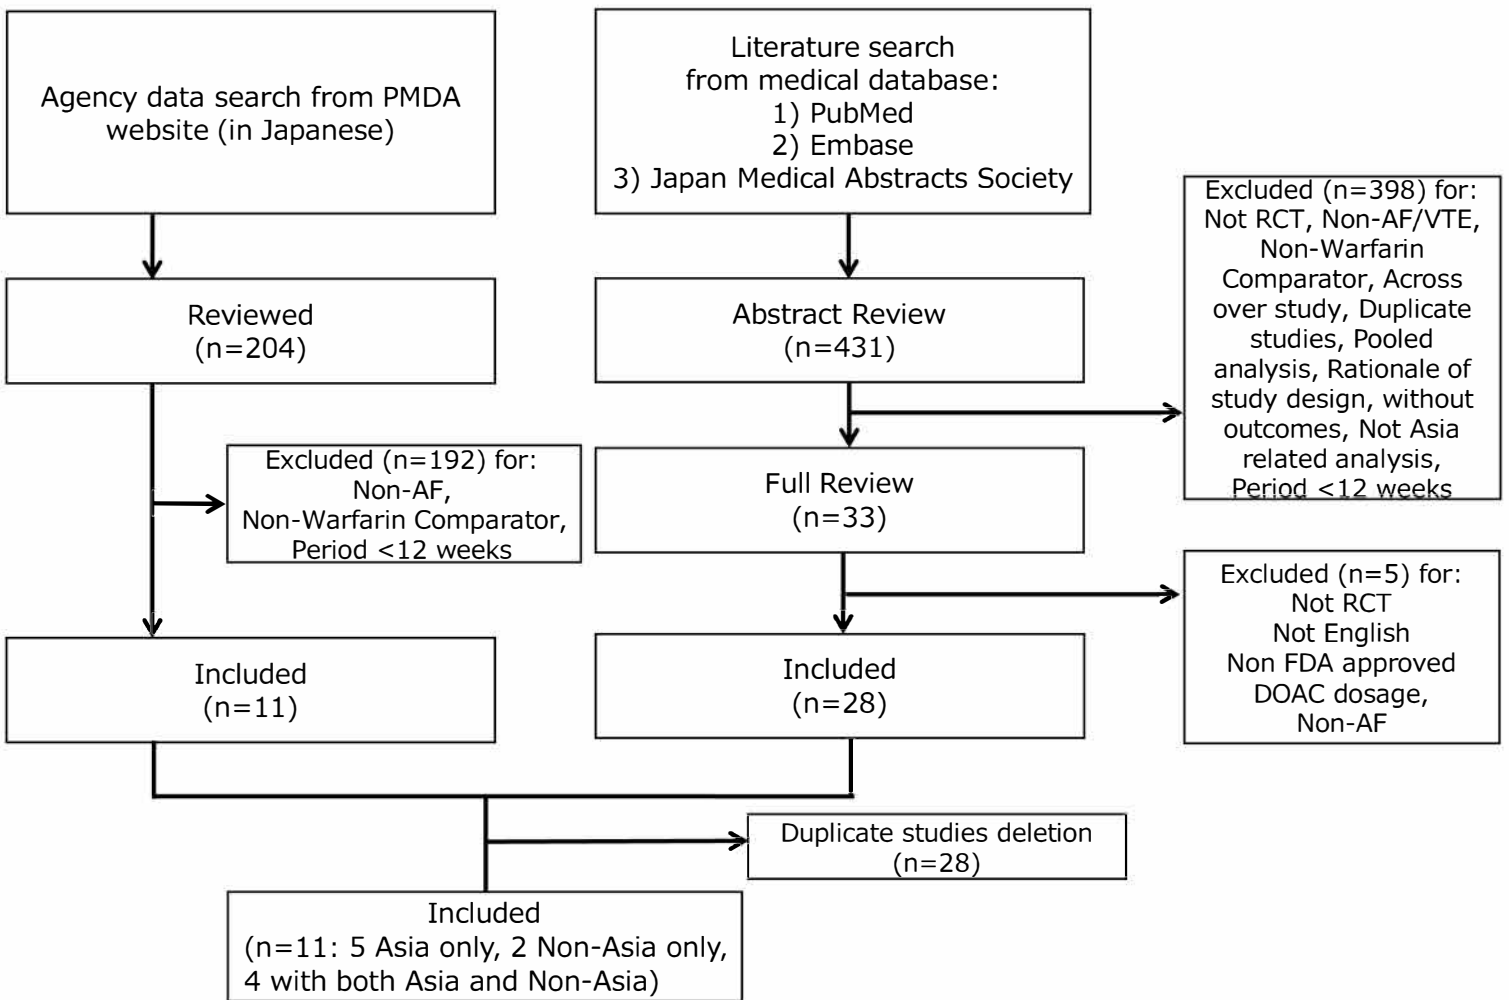 Agency data search from PMDA
website (in Japanese)
Literature search
from medical database:
1) PubMed
2) Embase
3) Japan Medical Abstracts Society
Reviewed
(n=204)
Abstract Review
(n=431)
Excluded (n=398) for:
Not RCT, Non-AF/VTE,
Non-Warfarin
Comparator, Across
over study, Duplicate
studies, Pooled
analysis, Rationale of
study design, without
outcomes, Not Asia
related analysis,
Period <12 weeks
Excluded (n=192) for:
Non-AF,
Non-Warfarin Comparator,
Period <12 weeks
Full Review
(n=33)
Excluded (n=5) for:
Not RCT
Not English
Non FDA approved
DOAC dosage,
Non-AF
Included
(n=11)
Included
(n=28)
Duplicate studies deletion
(n=28)
Included
(n=11: 5 Asia only, 2 Non-Asia only,
4 with both Asia and Non-Asia)